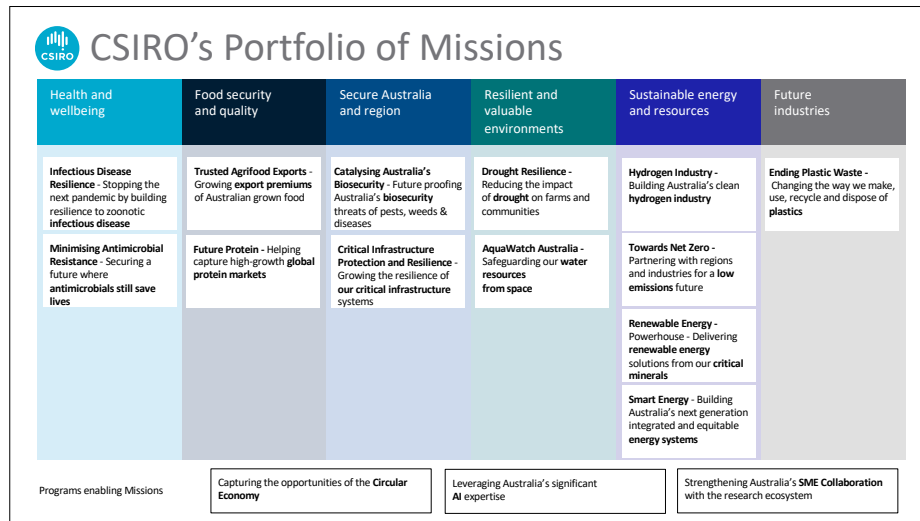 CSIRO
CSIRO's Portfolio of Missions
Health and
wellbeing
Food security
and quality
Secure Australia
and region
Resilient and
valuable
environments
Sustainable energy
and resources
Future
industries
Infectious Disease
Resilience - Stopping the
next pandemic by building
resilience to zoonotic
infectious disease
Minimising Antimicrobial
Resistance - Securing a
future where
antimicrobials still save
lives
Trusted Agrifood Exports -
Growing export premiums
of Australian grown food
Future Protein - Helping
capture high-growth global
protein markets
Catalysing Australia's
Biosecurity - Future proofing
Australia's biosecurity
threats of pests, weeds &
diseases
Critical Infrastructure
Protection and Resilience -
Growing the resilience of
our critical infrastructure
systems
Drought Resilience -
Reducing the impact
of drought on farms and
communities
AquaWatch Australia -
Safeguarding our water
resources
from space
Hydrogen Industry -
Building Australia's clean
hydrogen industry
Towards Net Zero -
Partnering with regions
and industries for a low
emissions future
Renewable Energy -
Powerhouse - Delivering
renewable energy
solutions from our critical
minerals
Smart Energy - Building
Australia's next generation
integrated and equitable
energy systems
Ending Plastic Waste -
Changing the way we make,
use, recycle and dispose of
plastics
Programs enabling Missions
Capturing the opportunities of the Circular
Economy
Leveraging Australia's significant
AI expertise
Strengthening Australia's SME Collaboration
with the research ecosystem